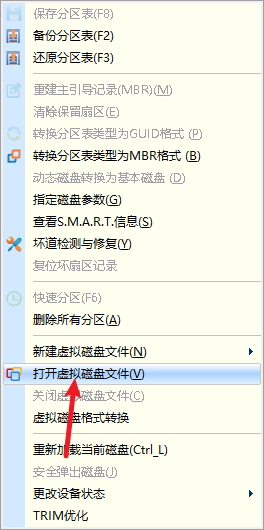 保存分区表(F8)
备份分区表(F2)
还原分区表(F3)
重建主引导记录(MBR)(M)
清除保留扇区(E)
转换分区表类型为GUID格式 (P)
转换分区表类型为MBR格式 (B)
动态磁盘转换为基本磁盘 (D)
指定磁盘参数(G)
查看S.M.A.R.T.信息(S)
坏道检测与修复(Y)
复位坏扇区记录
快速分区(F6)
删除所有分区(A)
新建虚拟磁盘文件(N)
打开虚拟磁盘文件(V)
关闭虚拟磁盘文件(C)
虚拟磁盘格式转换
重新加载当前磁盘(Ctrl_L)
安全弹出磁盘(J)
更改设备状态
TRIM优化